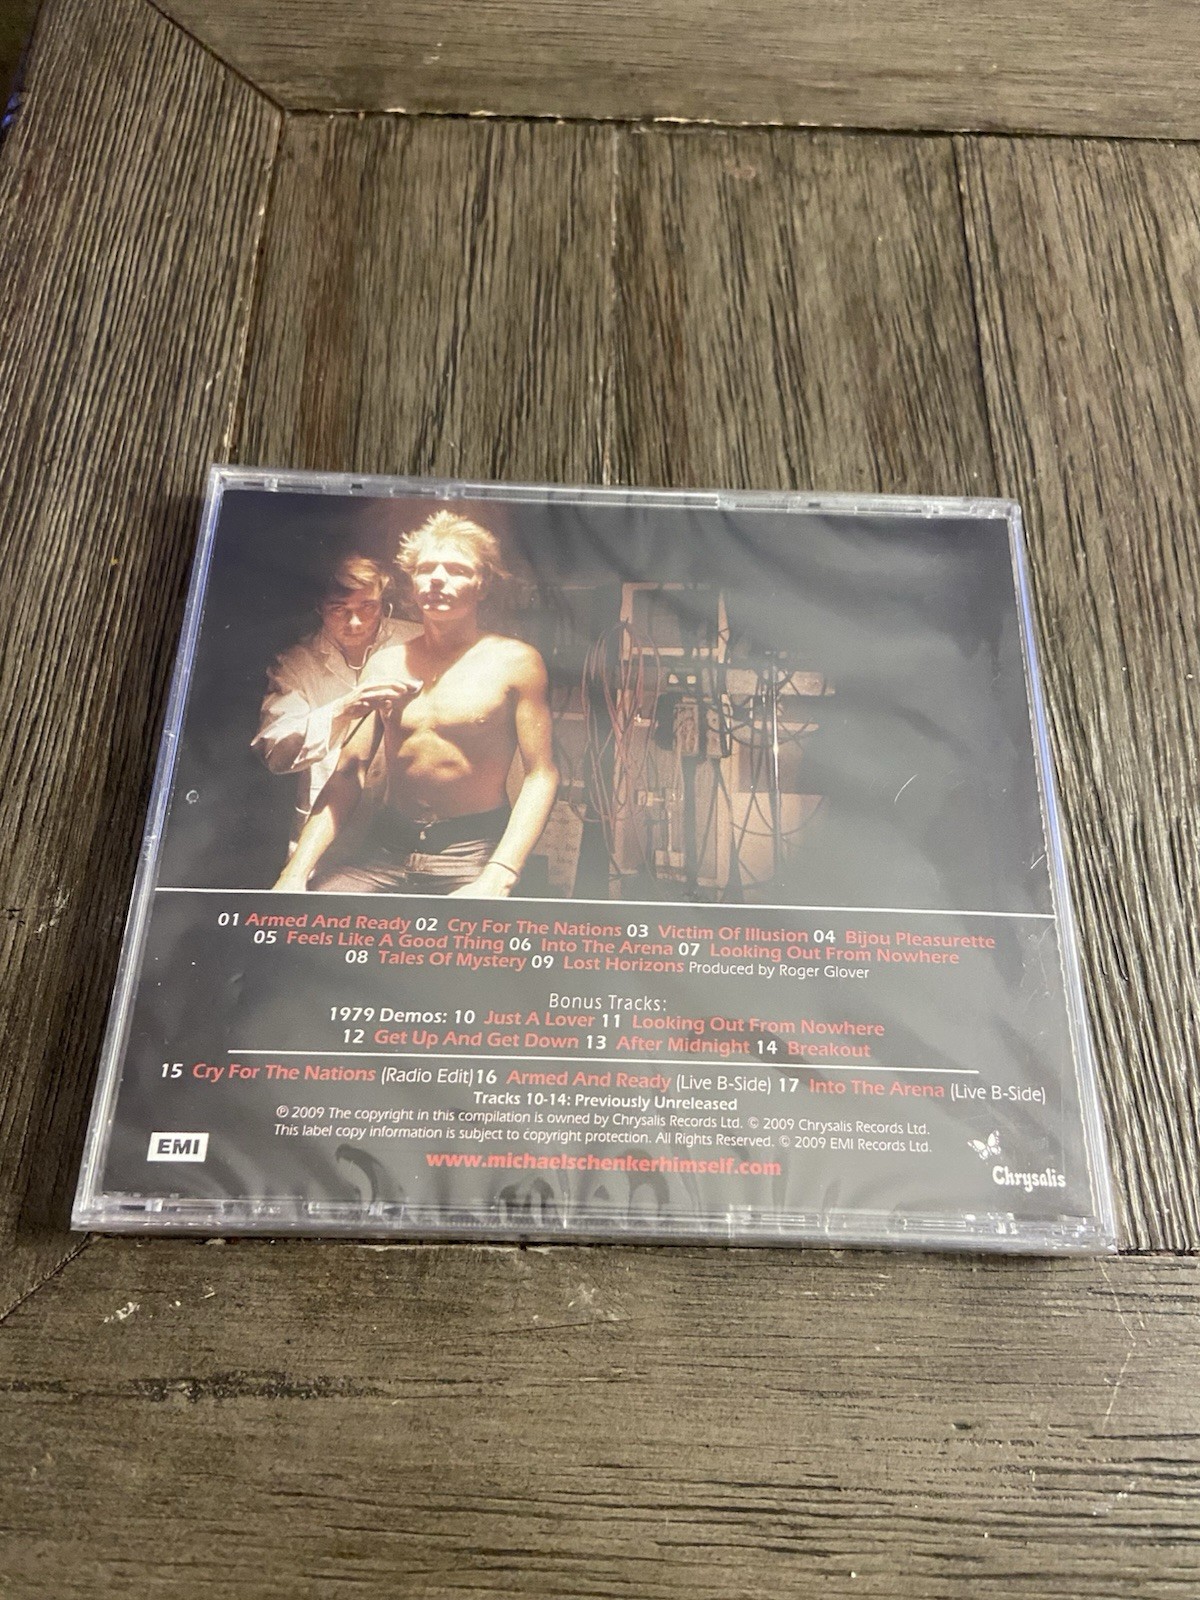 01 Armed And Ready 02 Cry For The Nations 03 Victim Of Illusion 04 Bijou Pleasurette
05 Feels Like A Good Thing 06 Into The Arena 07 Looking Out From Nowhere
08 Tales Of Mystery 09 Lost Horizons Produced by Roger Glover
Bonus Tracks:
1979 Demos: 10 Just A Lover 11 Looking Out From Nowhere
12 Get Up And Get Down 13 After Midnight 14 Breakout
15 Cry For The Nations (Radio Edit) 16 Armed And Ready (Live B-Side) 17 Into The Arena (Live B-Side)
Tracks 10-14: Previously Unreleased
℗ 2009 The copyright in this compilation is owned by Chrysalis Records Ltd. © 2009 Chrysalis Records Ltd.
This label copy information is subject to copyright protection. All Rights Reserved. © 2009 EMI Records Ltd.
EMI
www.michaelschenkerhimself.com
Chrysalis